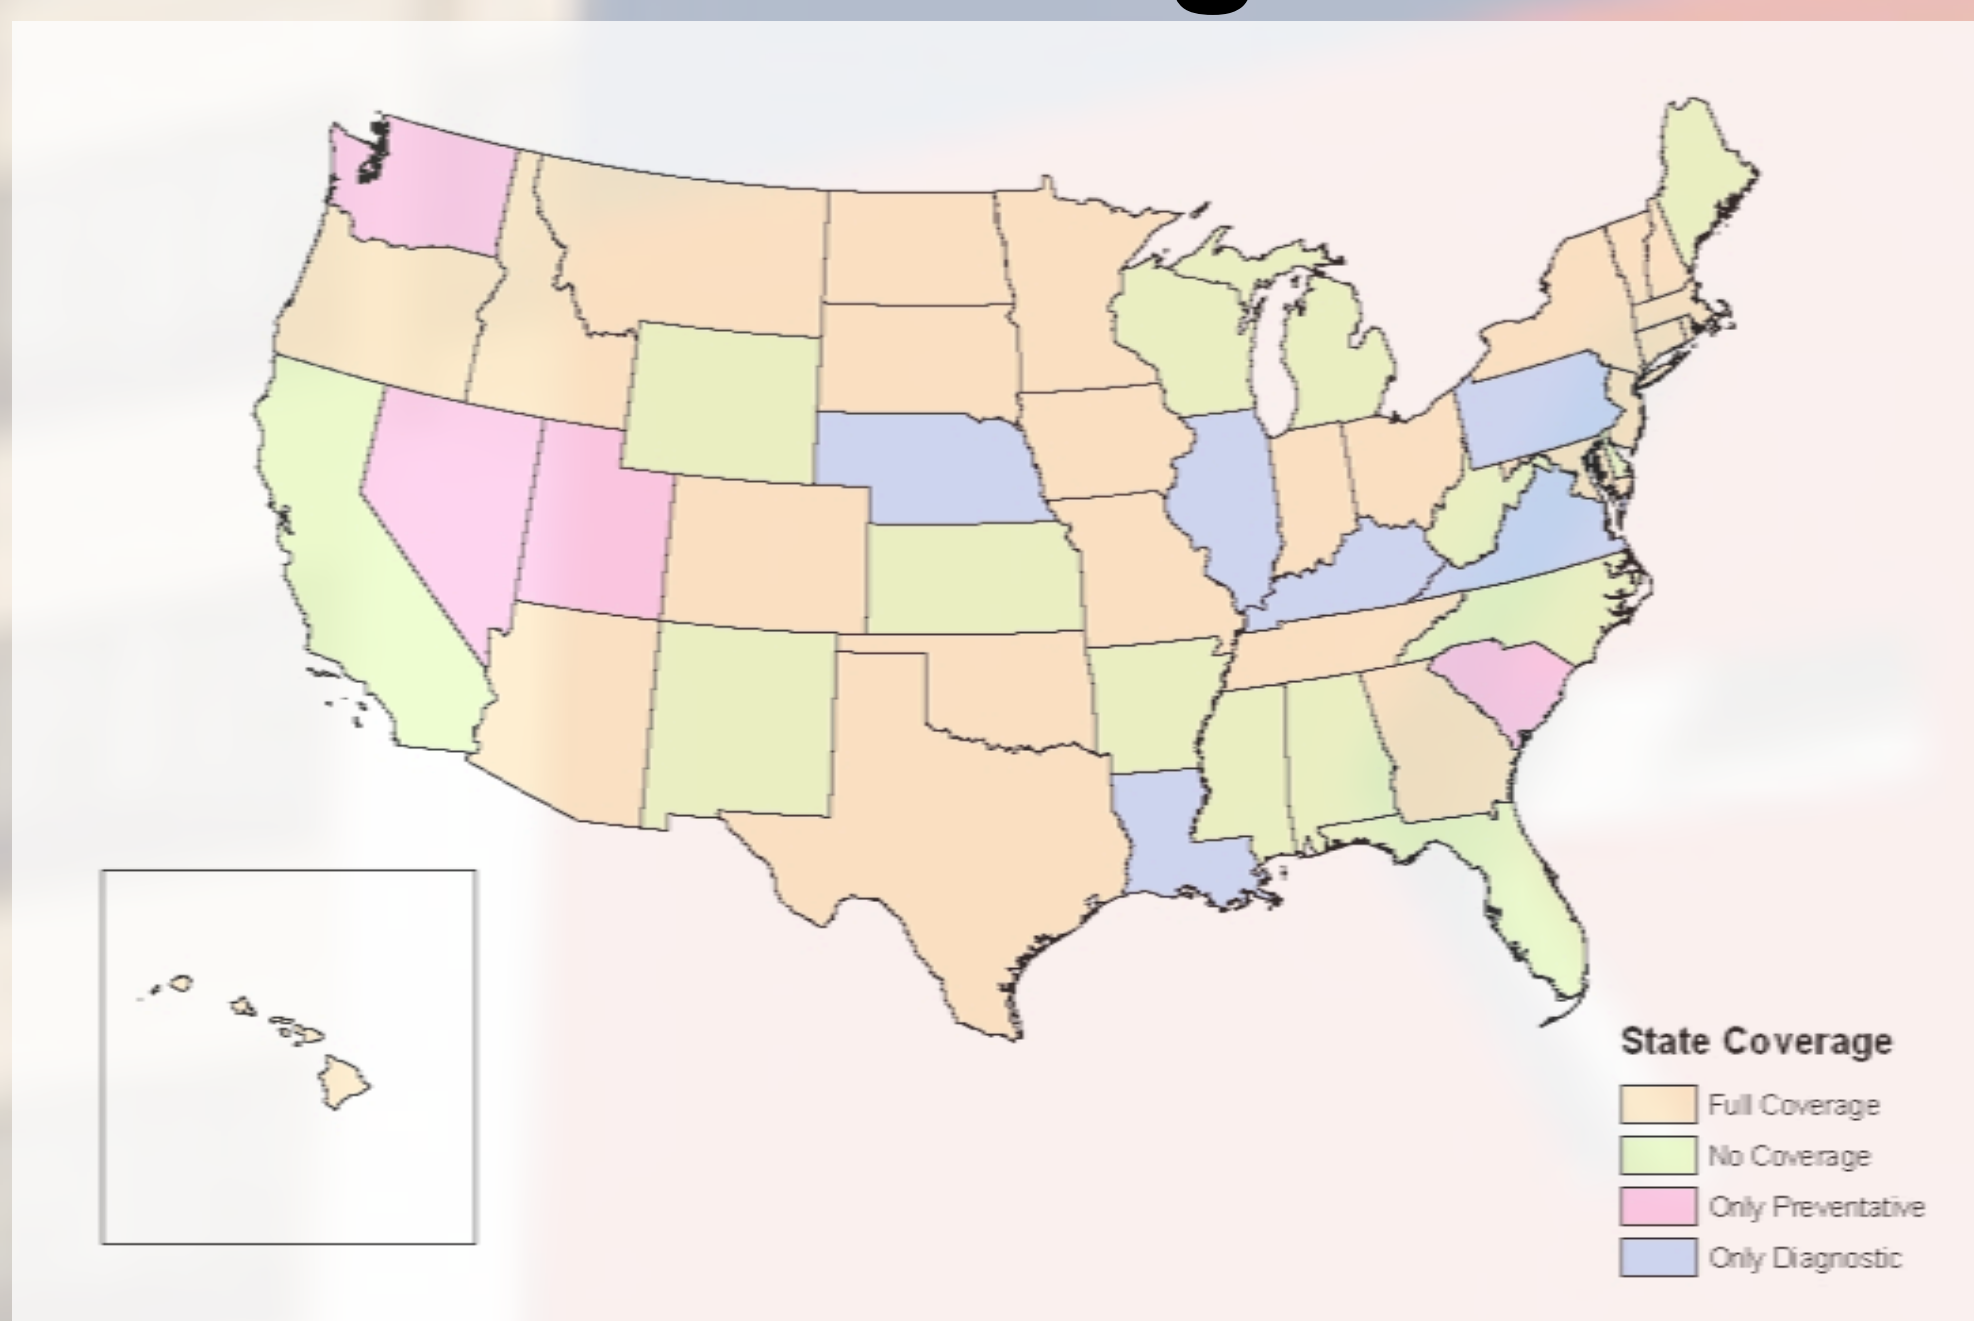 State Coverage
Full Coverage
No Coverage
Only Preventative
Only Diagnostic